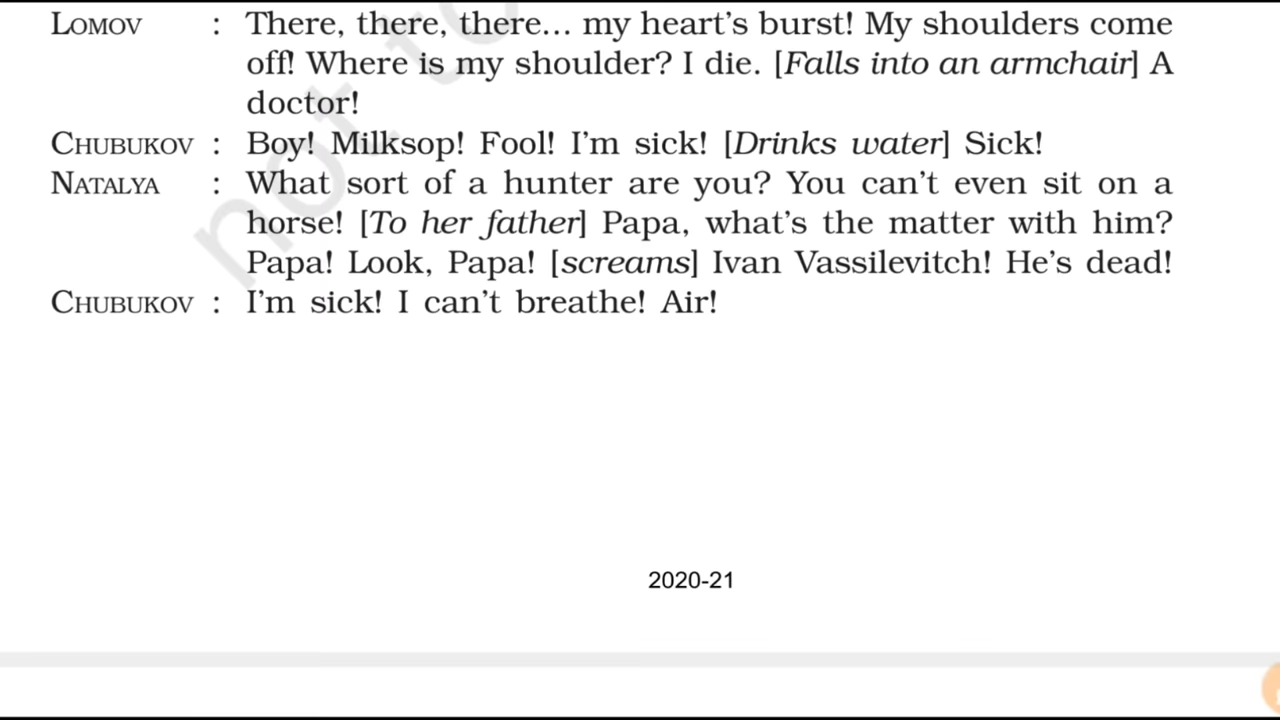 LOMOV : There, there, there... my heart's burst! My shoulders come
off! Where is my shoulder? I die. [Falls into an armchair] A
doctor!
CHUBUKOV : Boy! Milksop! Fool! I'm sick! [Drinks water] Sick!
NATALYA : What sort of a hunter are you? You can't even sit on a
horse! [To her father] Papa, what's the matter with him?
Papa! Look, Papa! [screams] Ivan Vassilevitch! He's dead!
CHUBUKOV : I'm sick! I can't breathe! Air!
not to
2020-21